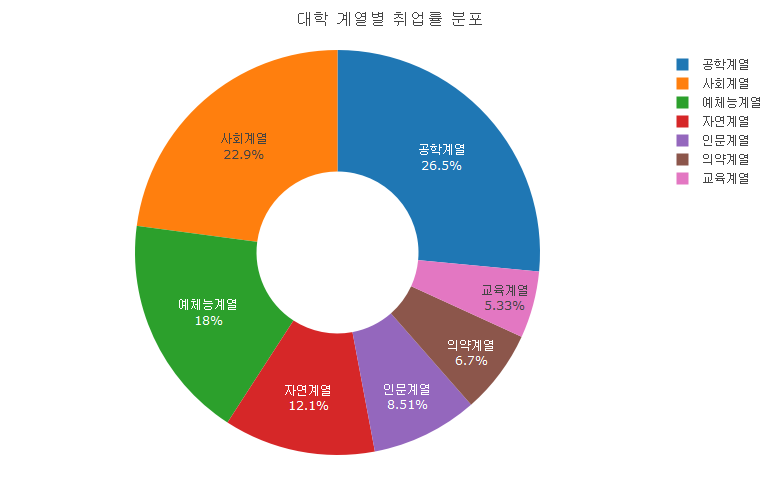 대학 계열별 취업률 분포
공학계열
26.5%
사회계열
22.9%
예체능계열
18%
자연계열
12.1%
인문계열
8.51%
의약계열
6.7%
교육계열
5.33%
공학계열
사회계열
예체능계열
자연계열
인문계열
의약계열
교육계열